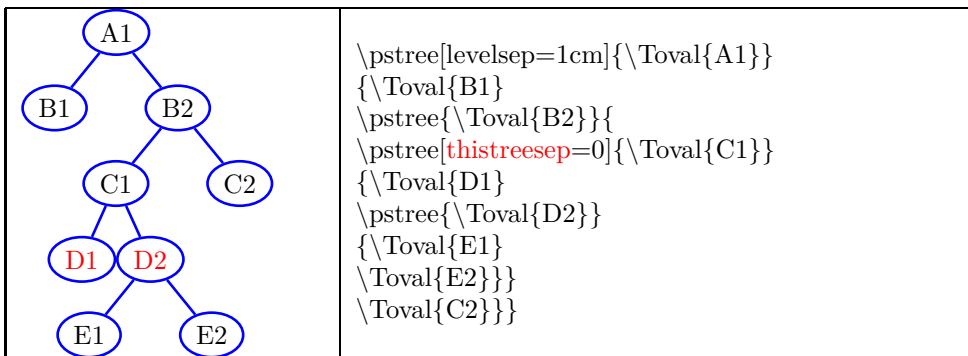 A1
B1 B2
C1 C2
D1 D2
E1 E2
\pstree[levelsep=1cm]{\Toval{A1}}
{\Toval{B1}
\pstree{\Toval{B2}}{
\pstree[thistreesep=0]{\Toval{C1}}
{\Toval{D1}
\pstree{\Toval{D2}}
{\Toval{E1}
\Toval{E2}}}
\Toval{C2}}}